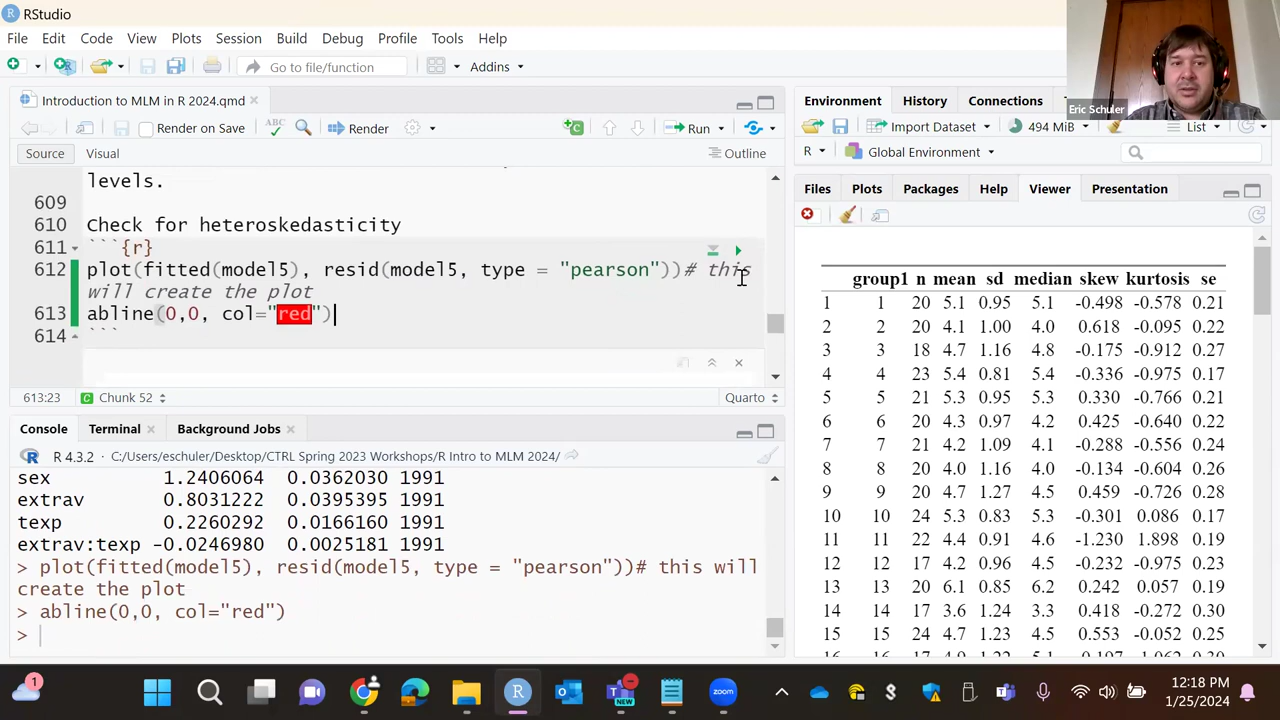 RStudio
File Edit Code View Plots Session Build Debug Profile Tools Help
Go to file/function
Addins
Introduction to MLM in R 2024.qmd
Render on Save
ABC
Render
Run
Source Visual
Outline
levels.
609
610 Check for heteroskedasticity
611 ```{r}
612 plot(fitted(model5), resid(model5, type = "pearson"))# this
will create the plot
613 abline(0,0, col="red")
614 ```
613:23 Chunk 52 Quarto
Console Terminal Background Jobs
R 4.3.2 · C:/Users/eschuler/Desktop/CTRL Spring 2023 Workshops/R Intro to MLM 2024/
sex 1.2406064 0.0362030 1991
extrav 0.8031222 0.0395395 1991
texp 0.2260292 0.0166160 1991
extrav:texp -0.0246980 0.0025181 1991
> plot(fitted(model5), resid(model5, type = "pearson"))# this will
create the plot
> abline(0,0, col="red")
>
Eric Schuler
Environment History Connections
Import Dataset 494 MiB List
R Global Environment
Files Plots Packages Help Viewer Presentation
group1 n mean sd median skew kurtosis se
1 1 20 5.1 0.95 5.1 -0.498 -0.578 0.21
2 2 20 4.1 1.00 4.0 0.618 -0.095 0.22
3 3 18 4.7 1.16 4.8 -0.175 -0.912 0.27
4 4 23 5.4 0.81 5.4 -0.336 -0.975 0.17
5 5 21 5.3 0.95 5.3 0.330 -0.766 0.21
6 6 20 4.3 0.97 4.2 0.425 -0.640 0.22
7 7 21 4.2 1.09 4.1 -0.288 -0.556 0.24
8 8 20 4.0 1.16 4.0 -0.134 -0.604 0.26
9 9 20 4.7 1.27 4.5 0.459 -0.726 0.28
10 10 24 5.3 0.83 5.3 -0.301 0.086 0.17
11 11 22 4.4 0.91 4.6 -1.230 1.898 0.19
12 12 17 4.2 0.96 4.5 -0.232 -0.975 0.23
13 13 20 6.1 0.85 6.2 0.242 0.057 0.19
14 14 17 3.6 1.24 3.3 0.418 -0.272 0.30
15 15 24 4.7 1.23 4.5 0.553 -0.052 0.25
1
NEW
zoom
12:18 PM
1/25/2024